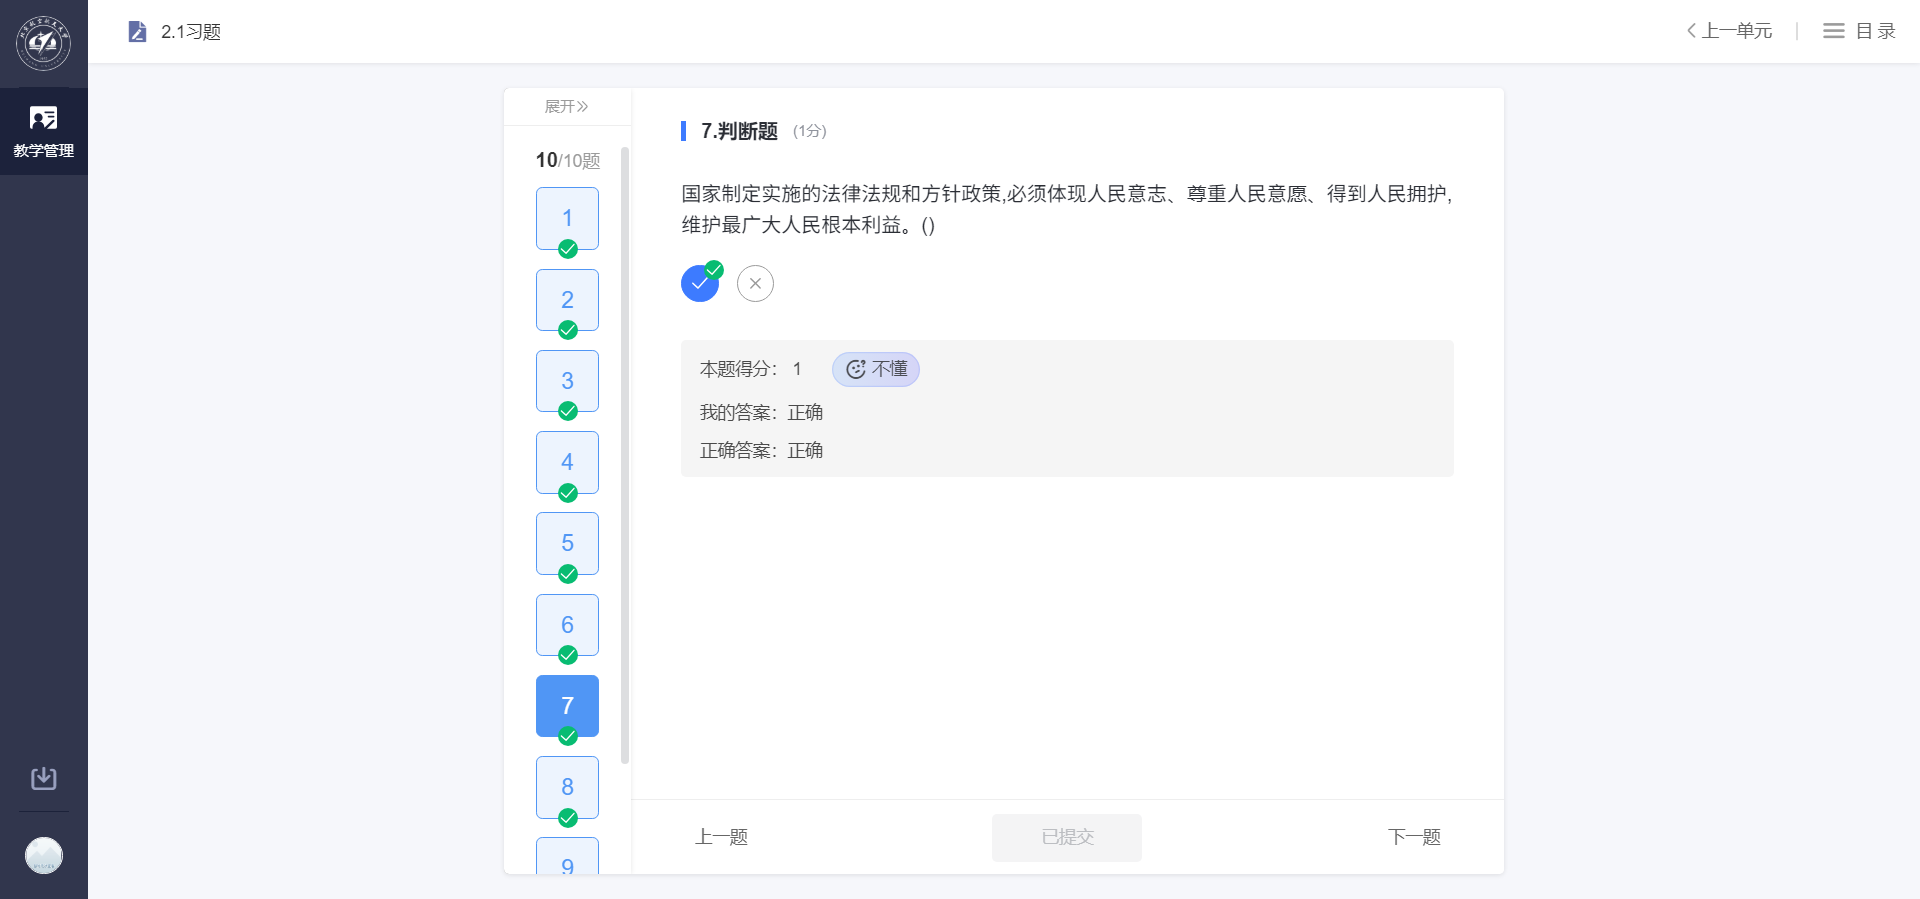 2.1习题
上一单元
目录
教学管理
展开
10/10题
1
2
3
4
5
6
7
8
9
7.判断题 (1分)
国家制定实施的法律法规和方针政策,必须体现人民意志、尊重人民意愿、得到人民拥护,
维护最广大人民根本利益。()
本题得分： 1 不懂
我的答案：正确
正确答案：正确
上一题
已提交
下一题